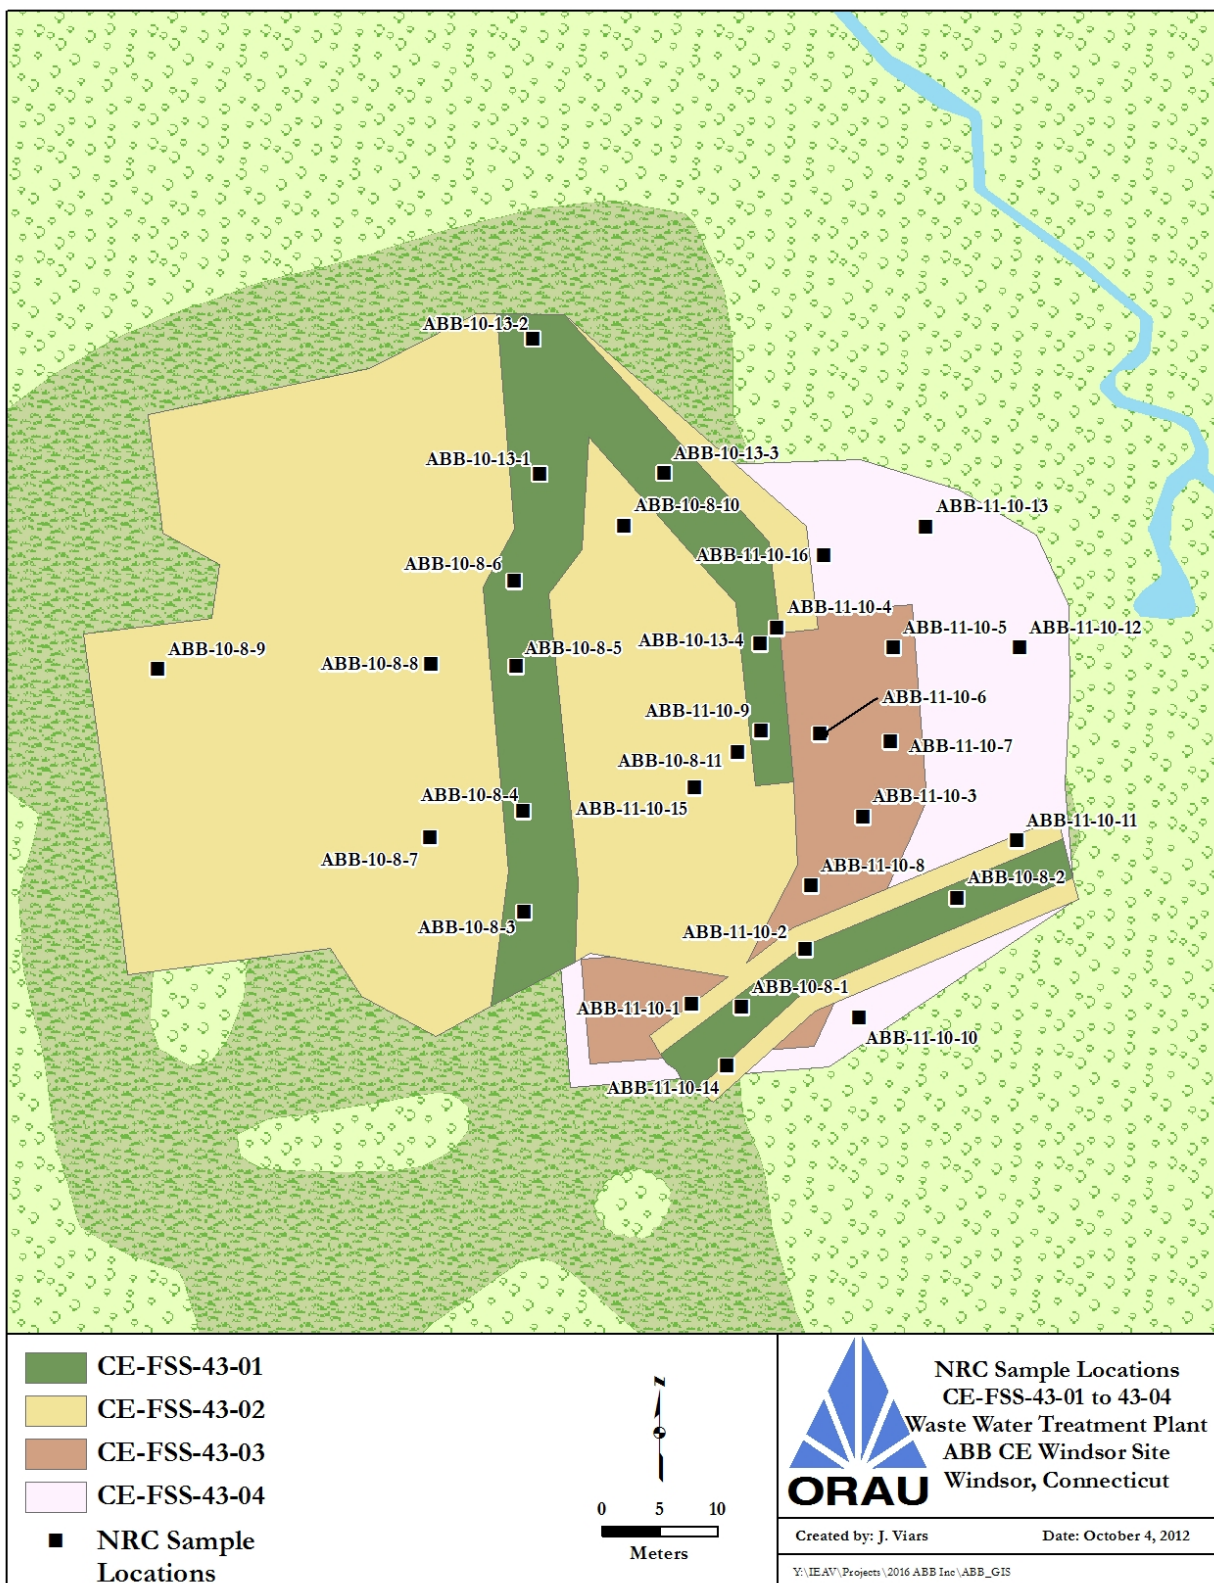 ABB-10-13-2
ABB-10-13-1
ABB-10-13-3
ABB-10-8-10
ABB-11-10-13
ABB-11-10-16
ABB-10-8-6
ABB-11-10-4
ABB-10-13-4
ABB-11-10-5
ABB-11-10-12
ABB-10-8-9
ABB-10-8-8
ABB-10-8-5
ABB-11-10-6
ABB-11-10-9
ABB-11-10-7
ABB-10-8-11
ABB-10-8-4
ABB-11-10-15
ABB-11-10-3
ABB-11-10-11
ABB-10-8-7
ABB-11-10-8
ABB-10-8-2
ABB-10-8-3
ABB-11-10-2
ABB-11-10-1
ABB-10-8-1
ABB-11-10-10
ABB-11-10-14
CE-FSS-43-01
CE-FSS-43-02
CE-FSS-43-03
CE-FSS-43-04
NRC Sample
Locations
N
0 5 10
Meters
ORAU
NRC Sample Locations
CE-FSS-43-01 to 43-04
Waste Water Treatment Plant
ABB CE Windsor Site
Windsor, Connecticut
Created by: J. Viars Date: October 4, 2012
Y:\IEAV\Projects\2016 ABB Inc\ABB_GIS